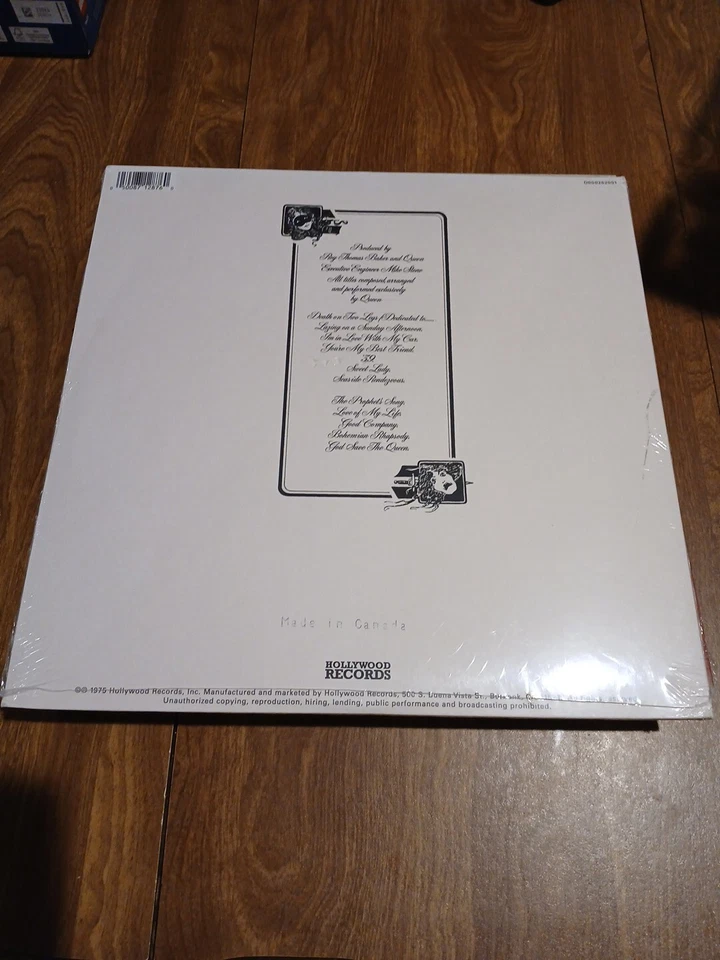 Produced by
Roy Thomas Baker and Queen
Executive Engineer Mike Stone
All titles composed, arranged
and performed exclusively
by Queen
Death on Two Legs (Dedicated to......
Lazing on a Sunday Afternoon.
I'm in Love With My Car.
You're My Best Friend.
'39
Sweet Lady.
Seaside Rendezvous.
The Prophet's Song.
Love of My Life.
Good Company.
Bohemian Rhapsody.
God Save The Queen.
Made in Canada
HOLLYWOOD
RECORDS
℗© 1975 Hollywood Records, Inc. Manufactured and marketed by Hollywood Records, 500 S. Buena Vista St., Burbank,
Unauthorized copying, reproduction, hiring, lending, public performance and broadcasting prohibited.